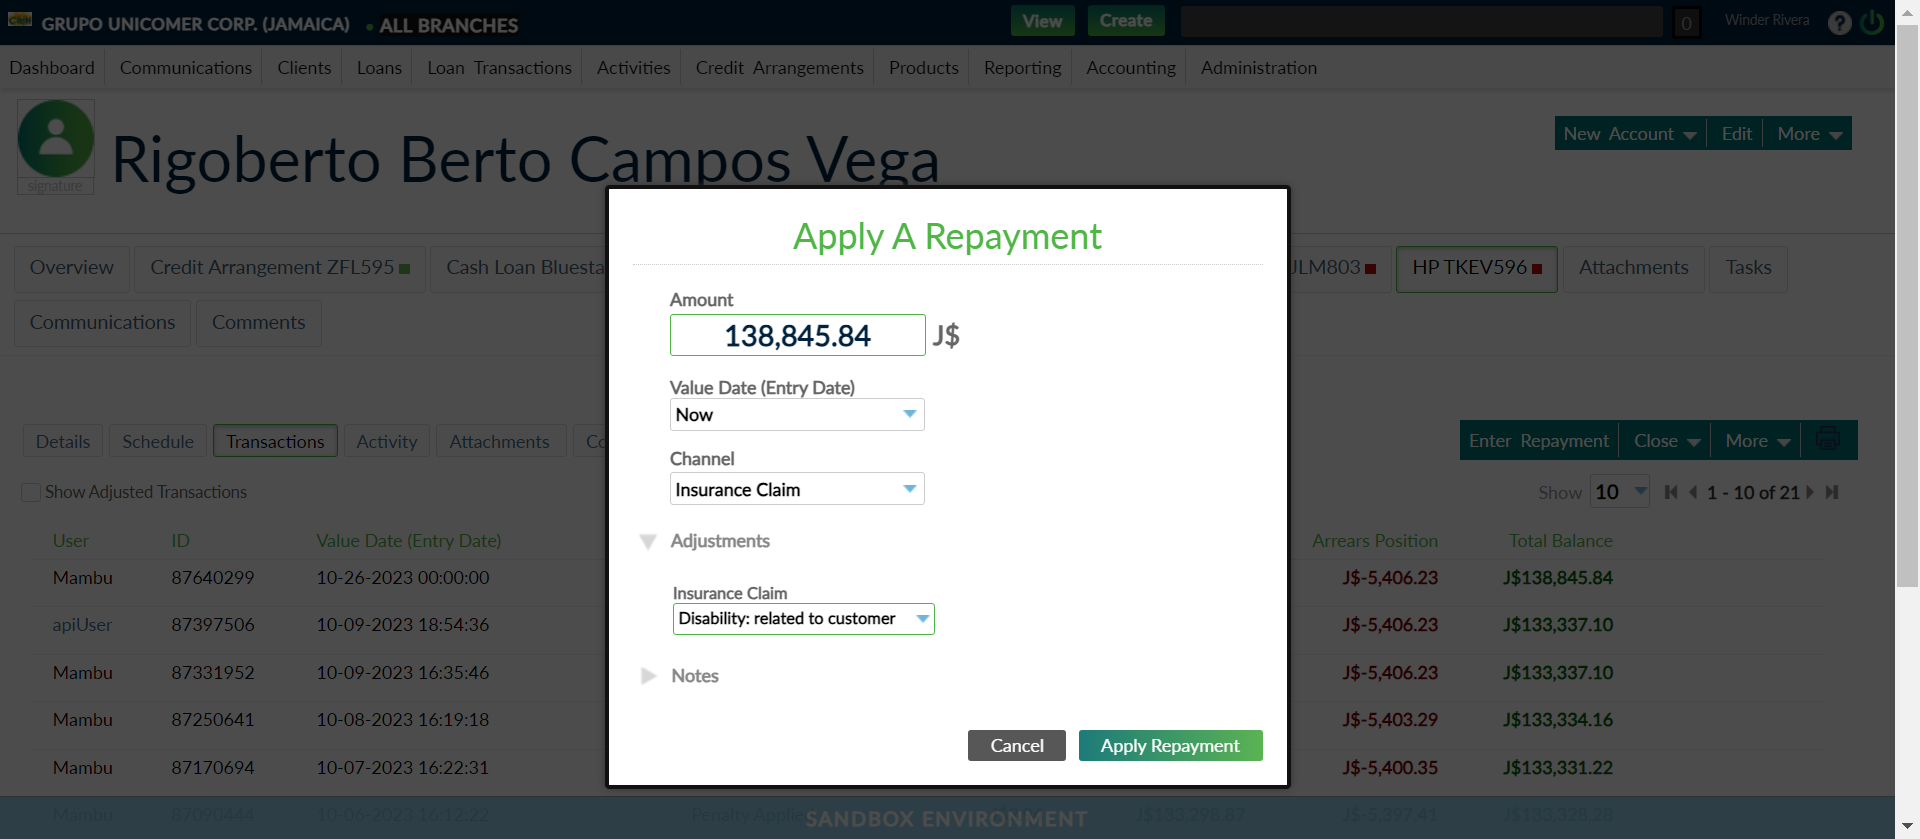 GRUPO UNICOMER CORP. (JAMAICA) ALL BRANCHES View Create 0 Winder Rivera ?
Dashboard Communications Clients Loans Loan Transactions Activities Credit Arrangements Products Reporting Accounting Administration
signature
Rigoberto Berto Campos Vega
New Account Edit More
Overview Credit Arrangement ZFL595 Cash Loan Bluesta JLM803 HP TKEV596 Attachments Tasks
Communications Comments
Details Schedule Transactions Activity Attachments Co Enter Repayment Close More
Show Adjusted Transactions Show 10 1 - 10 of 21
User ID Value Date (Entry Date) Arrears Position Total Balance
Mambu 87640299 10-26-2023 00:00:00 J$-5,406.23 J$138,845.84
apiUser 87397506 10-09-2023 18:54:36 J$-5,406.23 J$133,337.10
Mambu 87331952 10-09-2023 16:35:46 J$-5,406.23 J$133,337.10
Mambu 87250641 10-08-2023 16:19:18 J$-5,403.29 J$133,334.16
Mambu 87170694 10-07-2023 16:22:31 J$-5,400.35 J$133,331.22
Mambu 87090444 10-06-2023 16:12:22 Penalty Applie J$133,298.87 J$-5,397.41 J$133,328.28
SANDBOX ENVIRONMENT
Apply A Repayment
Amount
138,845.84 J$
Value Date (Entry Date)
Now
Channel
Insurance Claim
Adjustments
Insurance Claim
Disability: related to customer
Notes
Cancel Apply Repayment